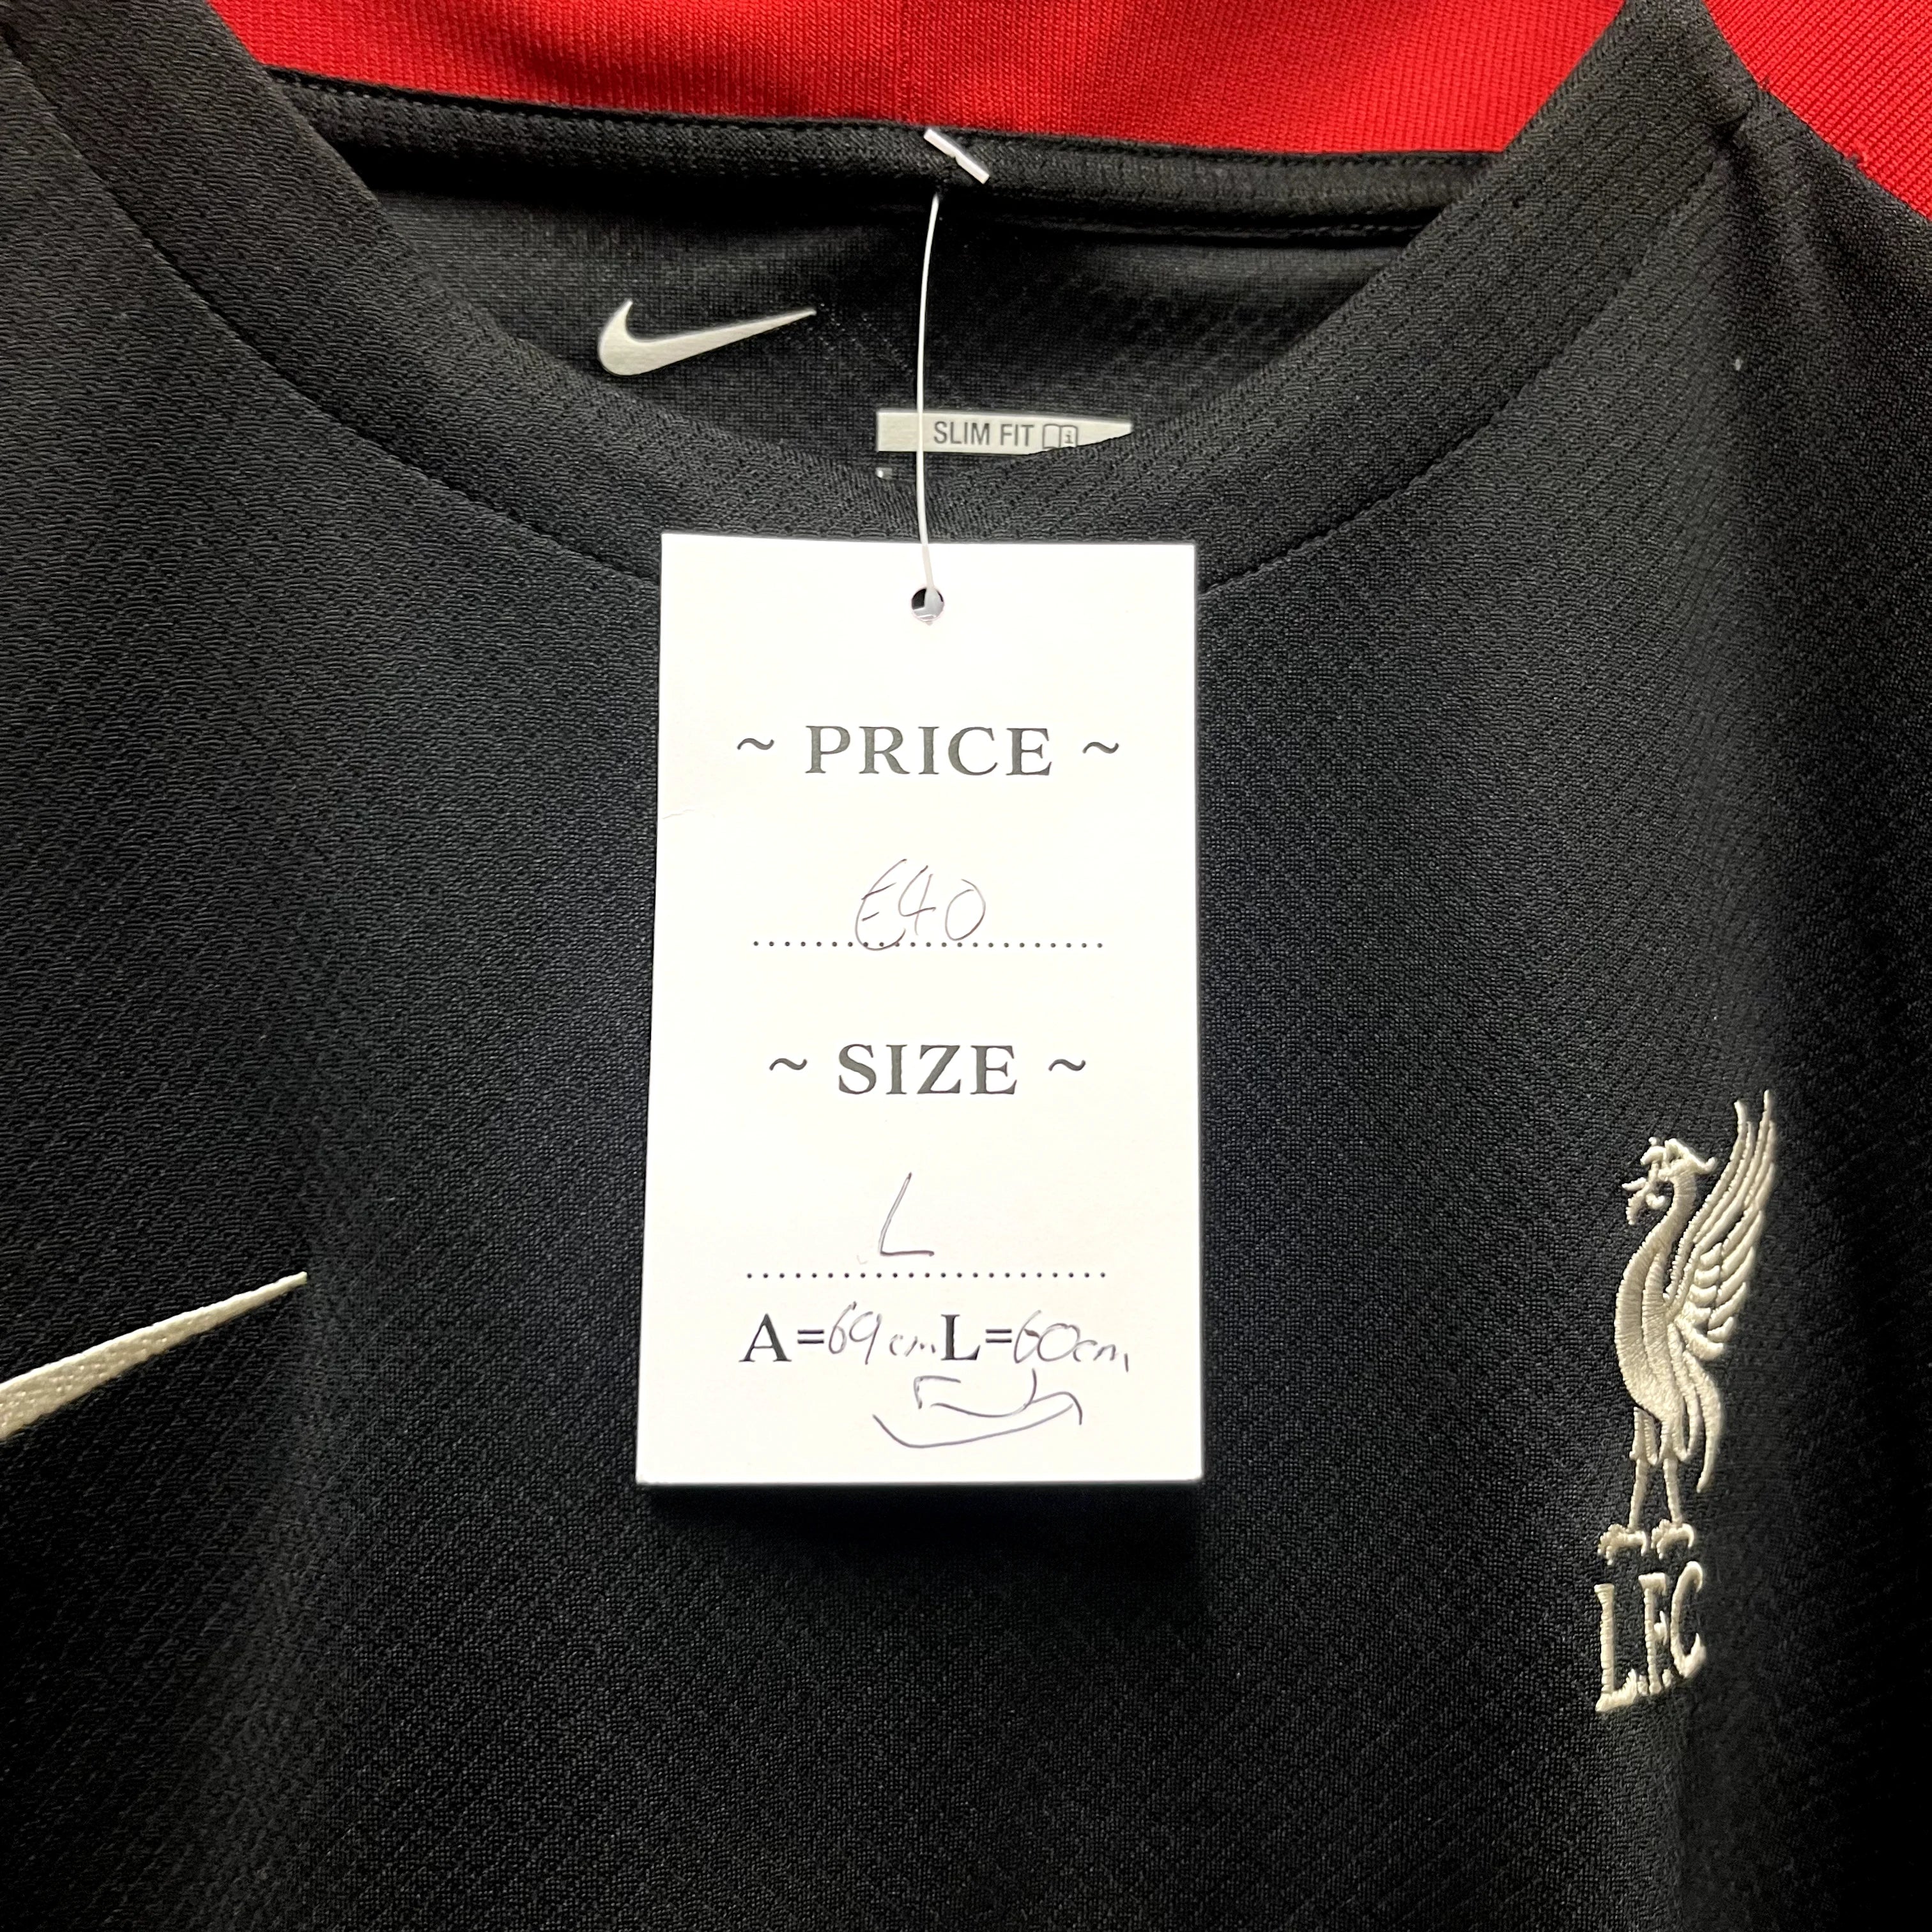 SLIM FIT
~ PRICE ~
€40
~ SIZE ~
L
A=69cm L=60cm
L.F.C